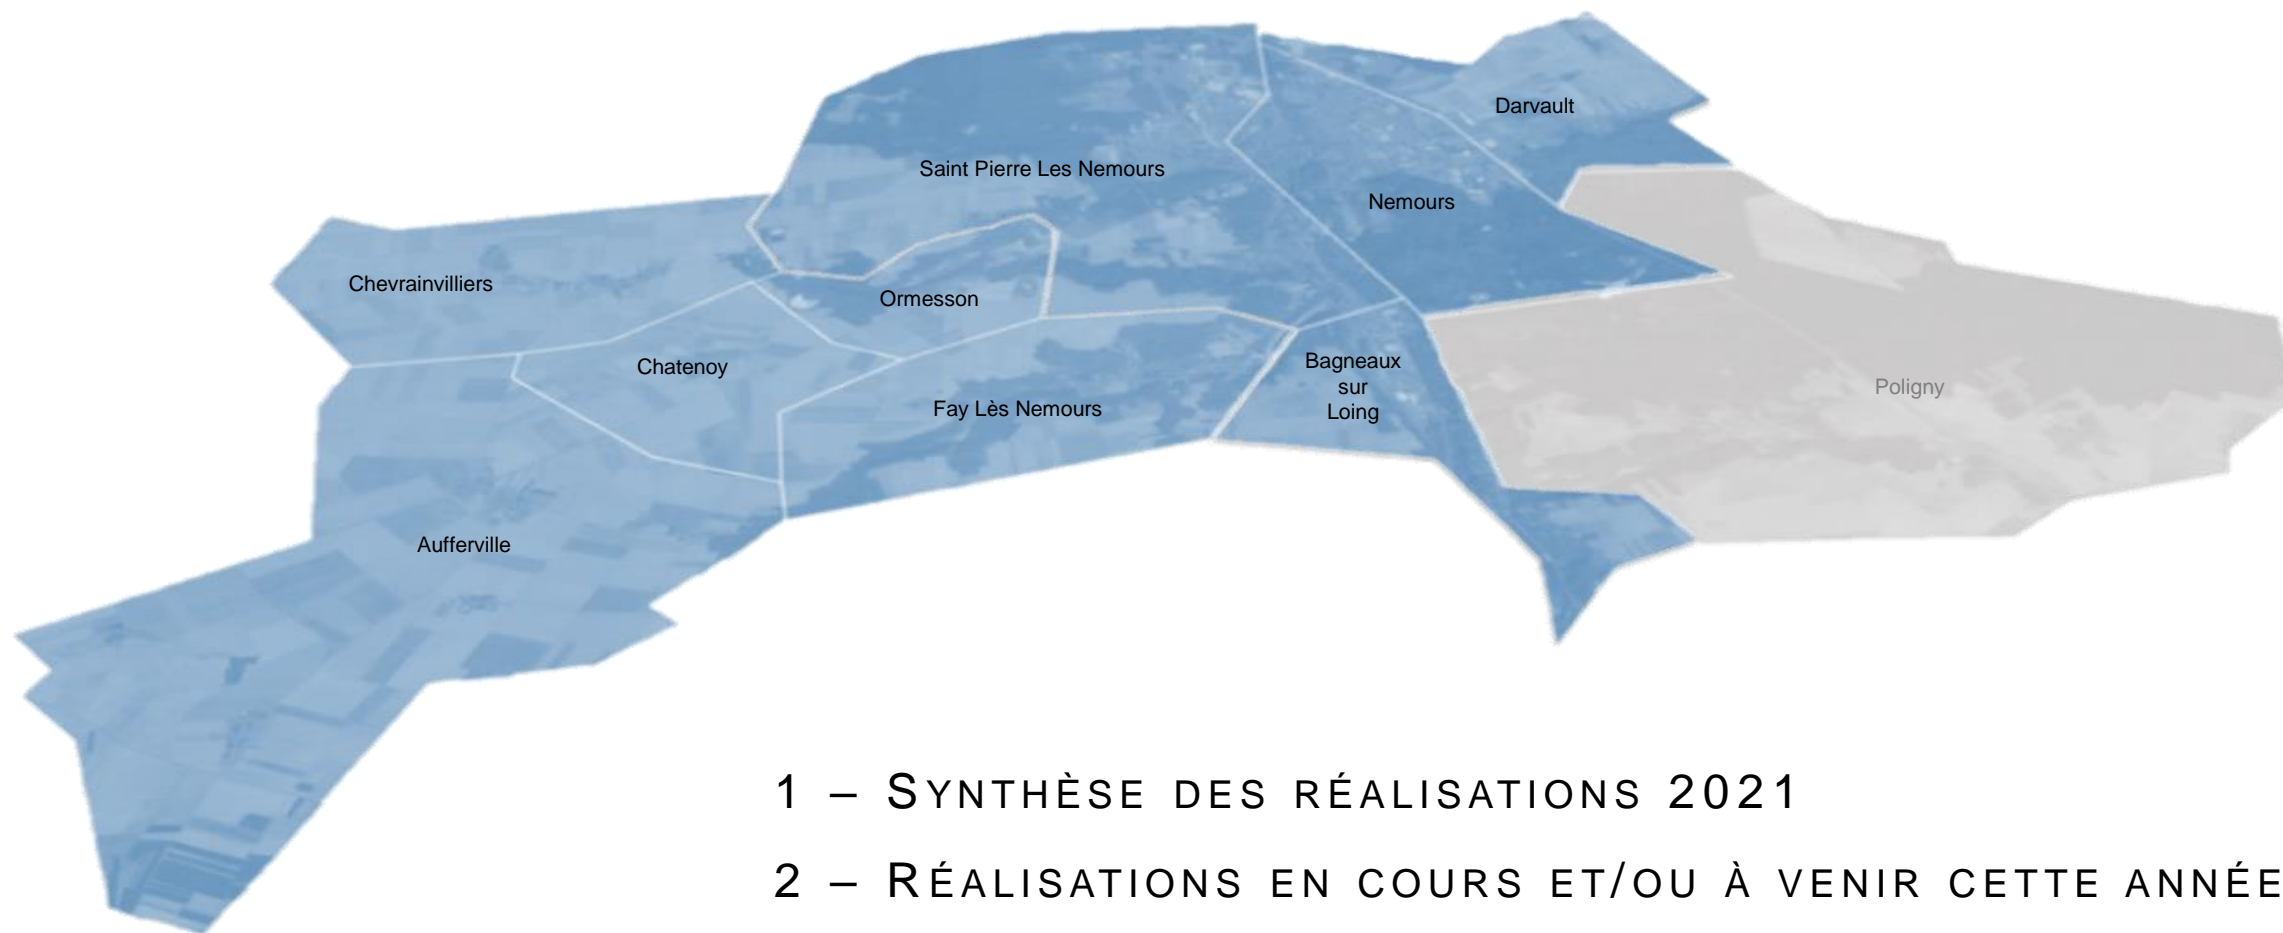 Darvault
Saint Pierre Les Nemours
Nemours
Chevrainvilliers
Ormesson
Chatenoy
Bagneaux
sur
Loing
Poligny
Fay Lès Nemours
Aufferville
1 – SYNTHÈSE DES RÉALISATIONS 2021
2 – RÉALISATIONS EN COURS ET/OU À VENIR CETTE ANNÉE